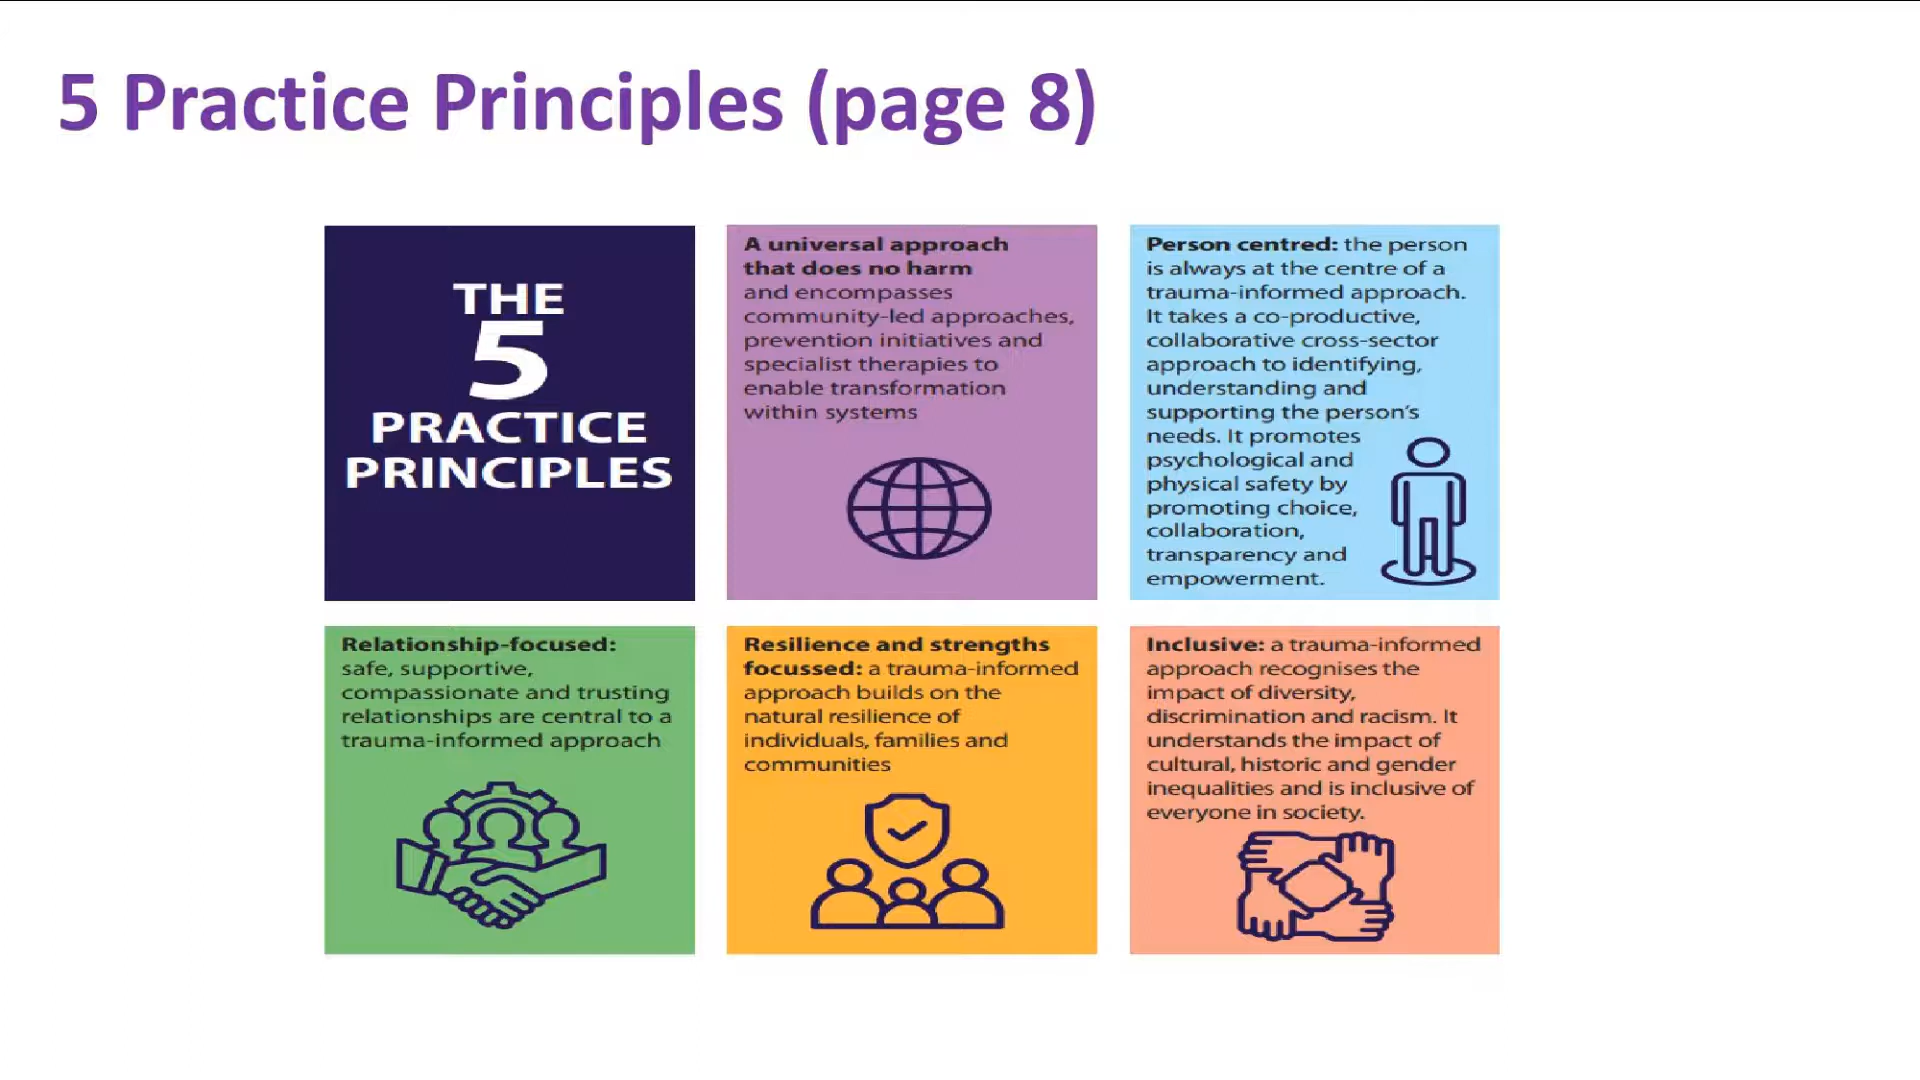 5 Practice Principles (page 8)
THE
5
PRACTICE
PRINCIPLES
A universal approach
that does no harm
and encompasses
community-led approaches,
prevention initiatives and
specialist therapies to
enable transformation
within systems
Person centred: the person
is always at the centre of a
trauma-informed approach.
It takes a co-productive,
collaborative cross-sector
approach to identifying,
understanding and
supporting the person's
needs. It promotes
psychological and
physical safety by
promoting choice,
collaboration,
transparency and
empowerment.
Relationship-focused:
safe, supportive,
compassionate and trusting
relationships are central to a
trauma-informed approach
Resilience and strengths
focussed: a trauma-informed
approach builds on the
natural resilience of
individuals, families and
communities
Inclusive: a trauma-informed
approach recognises the
impact of diversity,
discrimination and racism. It
understands the impact of
cultural, historic and gender
inequalities and is inclusive of
everyone in society.